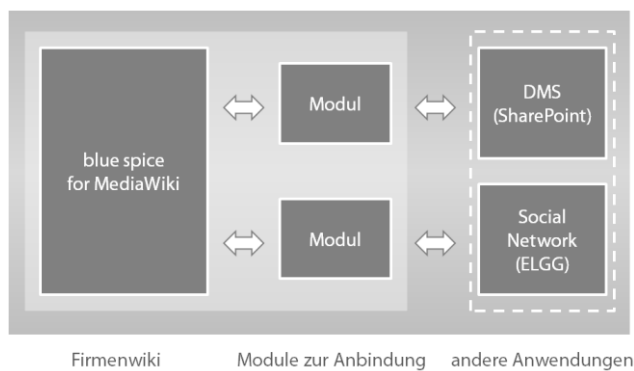 blue spice
for MediaWiki
Modul
Modul
DMS
(SharePoint)
Social
Network
(ELGG)
Firmenwiki
Module zur Anbindung
andere Anwendungen